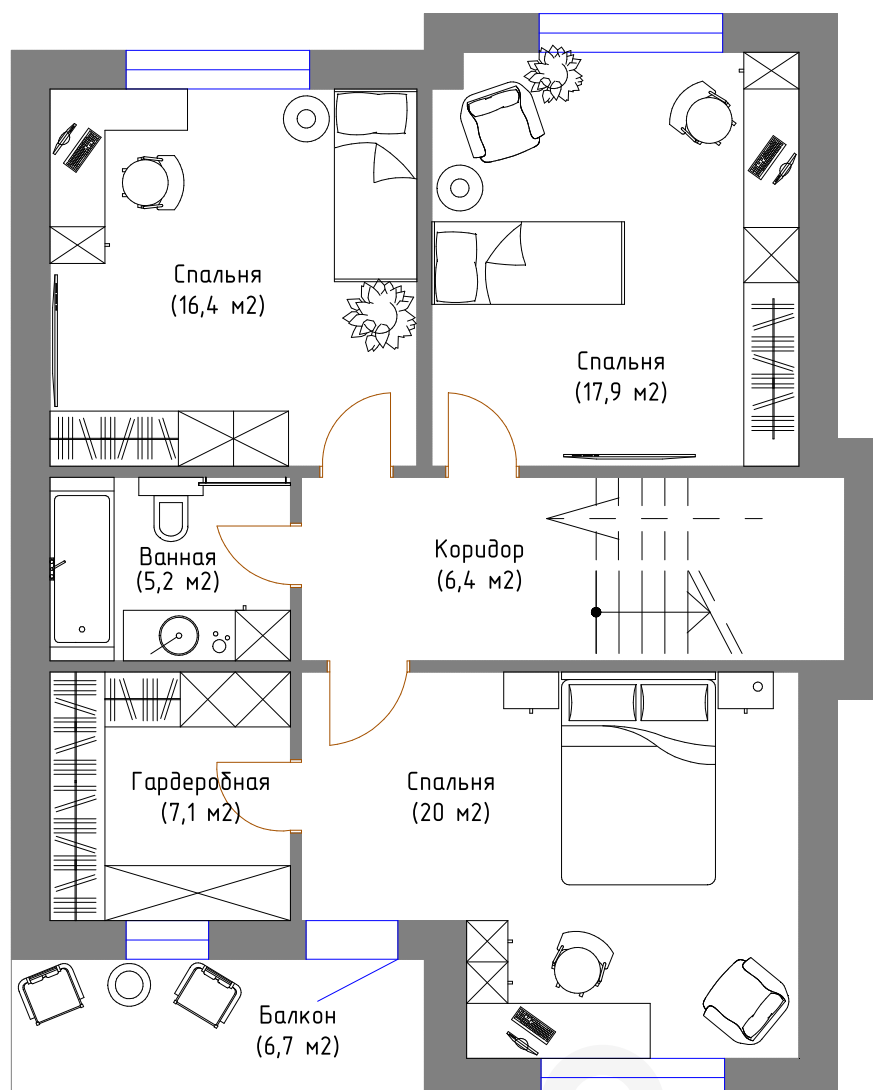 Спальня
(16,4 м2)
Спальня
(17,9 м2)
Ванная
(5,2 м2)
Коридор
(6,4 м2)
Гардеробная
(7,1 м2)
Спальня
(20 м2)
Балкон
(6,7 м2)